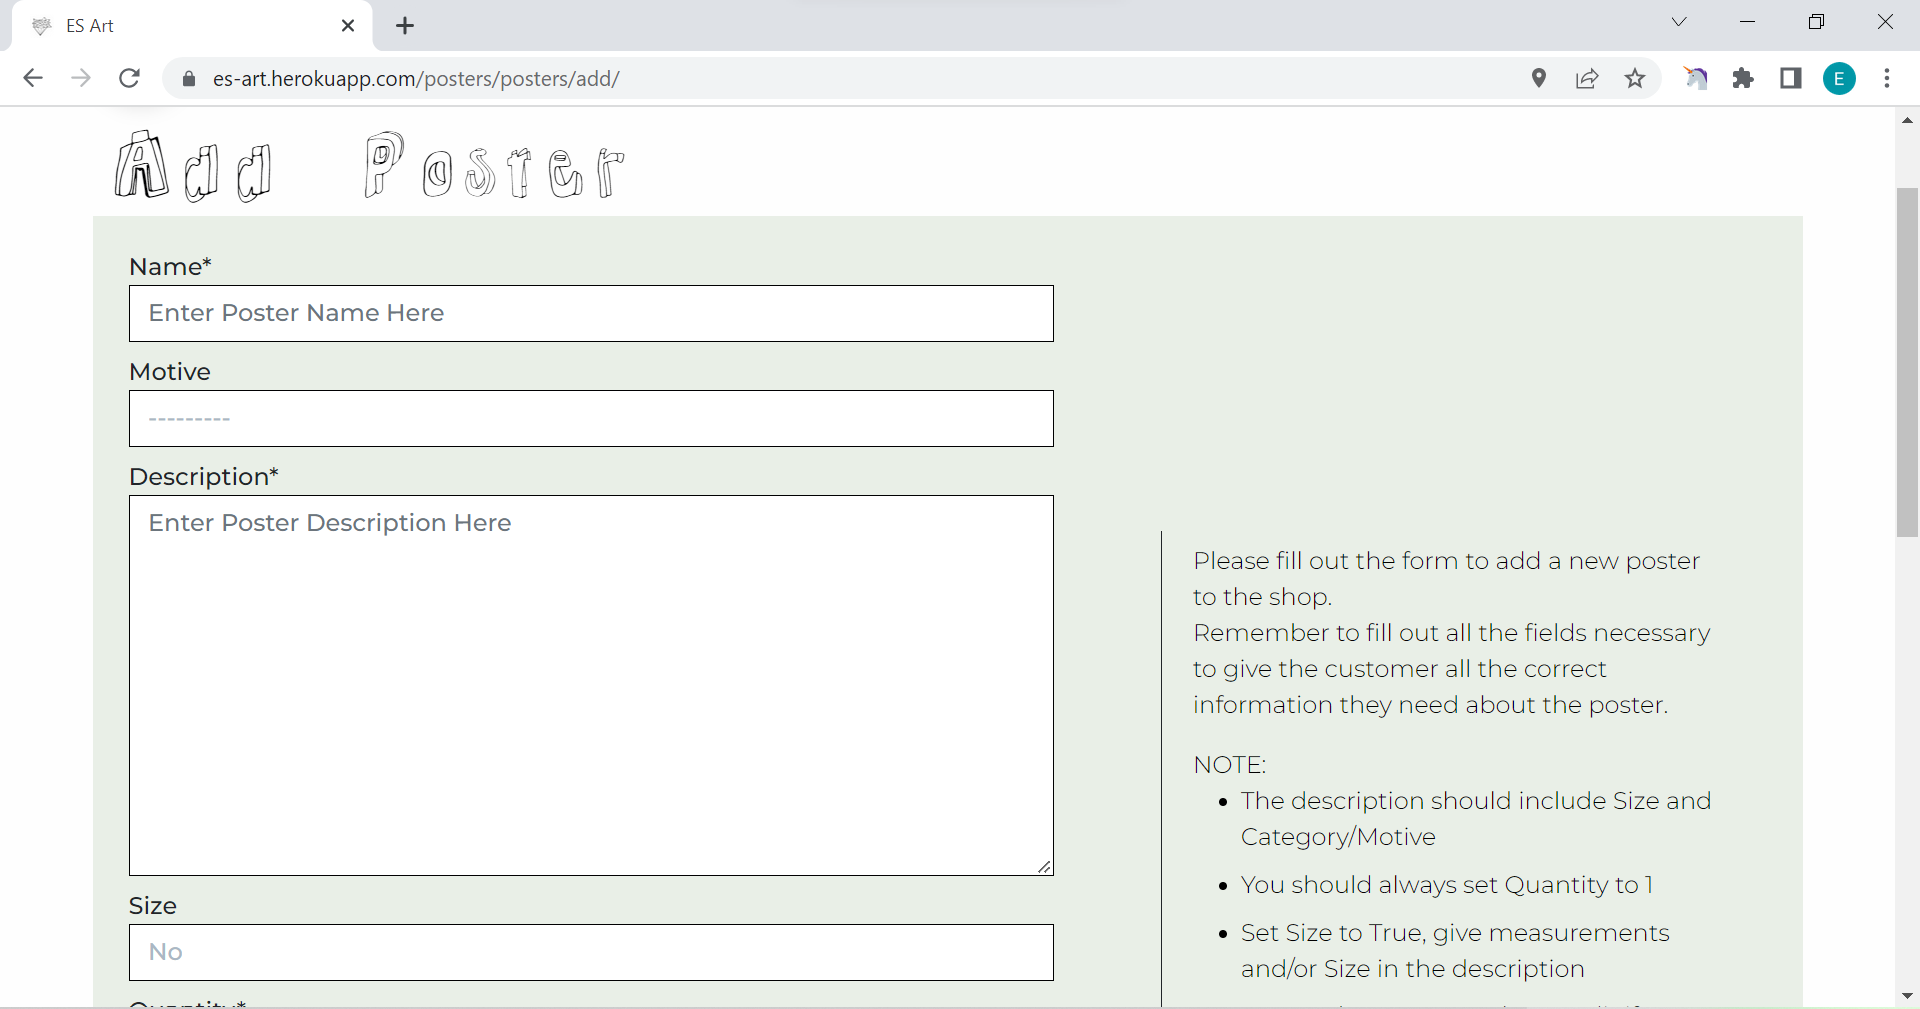 ES Art
es-art.herokuapp.com/posters/posters/add/
E
Add Poster
Name*
Enter Poster Name Here
Motive
---------
Description*
Enter Poster Description Here
Size
No
Quantity*
Please fill out the form to add a new poster
to the shop.
Remember to fill out all the fields necessary
to give the customer all the correct
information they need about the poster.
NOTE:
The description should include Size and
Category/Motive
You should always set Quantity to 1
Set Size to True, give measurements
and/or Size in the description